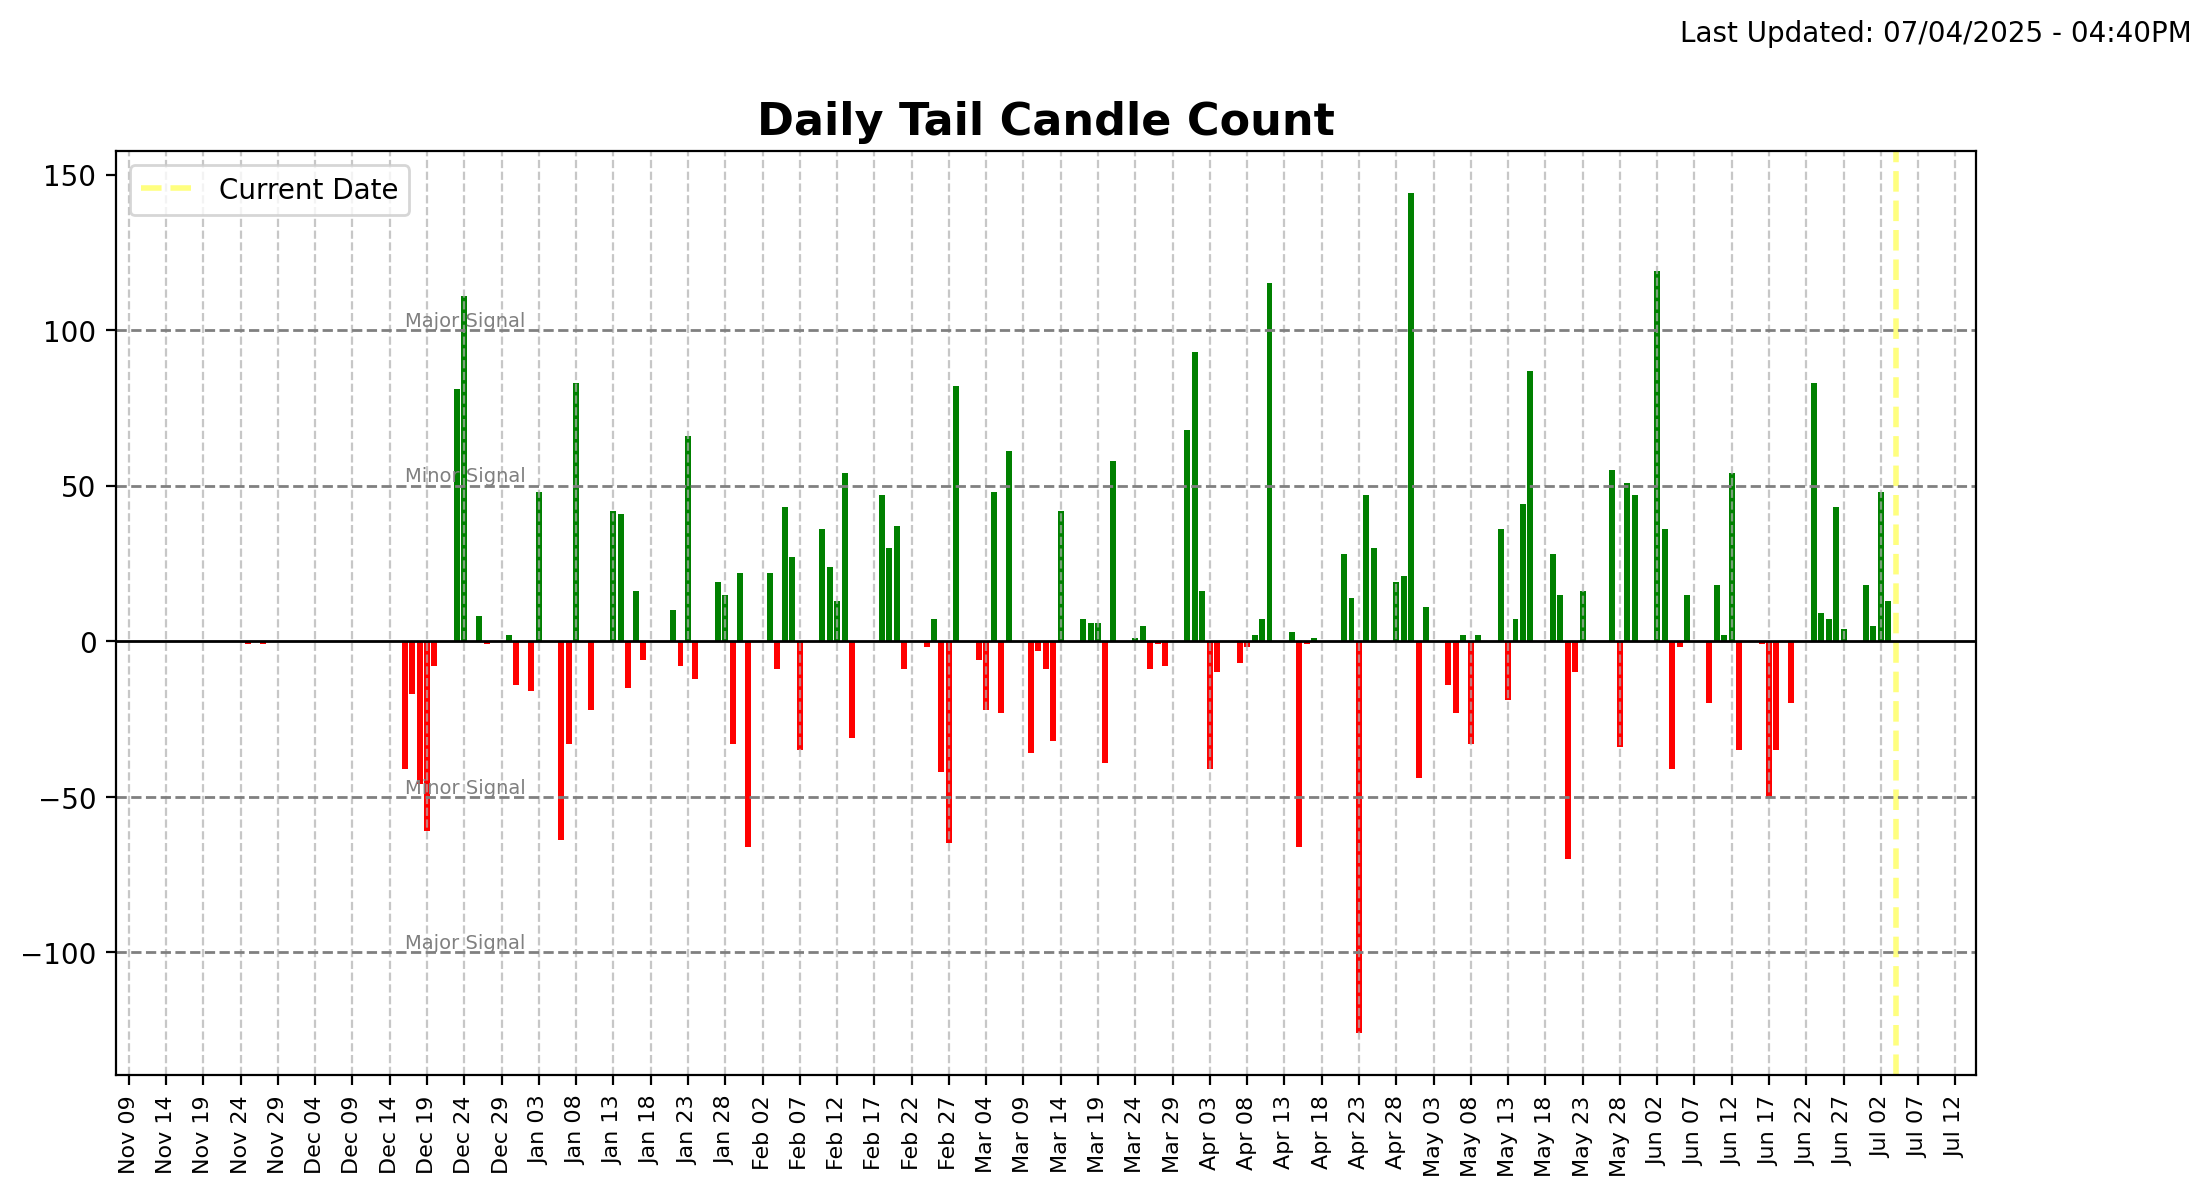 Last Updated: 07/04/2025 - 04:40PM
Daily Tail Candle Count
Current Date
150
100
50
0
−50
−100
Major Signal
Minor Signal
Minor Signal
Major Signal
Nov 09
Nov 14
Nov 19
Nov 24
Nov 29
Dec 04
Dec 09
Dec 14
Dec 19
Dec 24
Dec 29
Jan 03
Jan 08
Jan 13
Jan 18
Jan 23
Jan 28
Feb 02
Feb 07
Feb 12
Feb 17
Feb 22
Feb 27
Mar 04
Mar 09
Mar 14
Mar 19
Mar 24
Mar 29
Apr 03
Apr 08
Apr 13
Apr 18
Apr 23
Apr 28
May 03
May 08
May 13
May 18
May 23
May 28
Jun 02
Jun 07
Jun 12
Jun 17
Jun 22
Jun 27
Jul 02
Jul 07
Jul 12